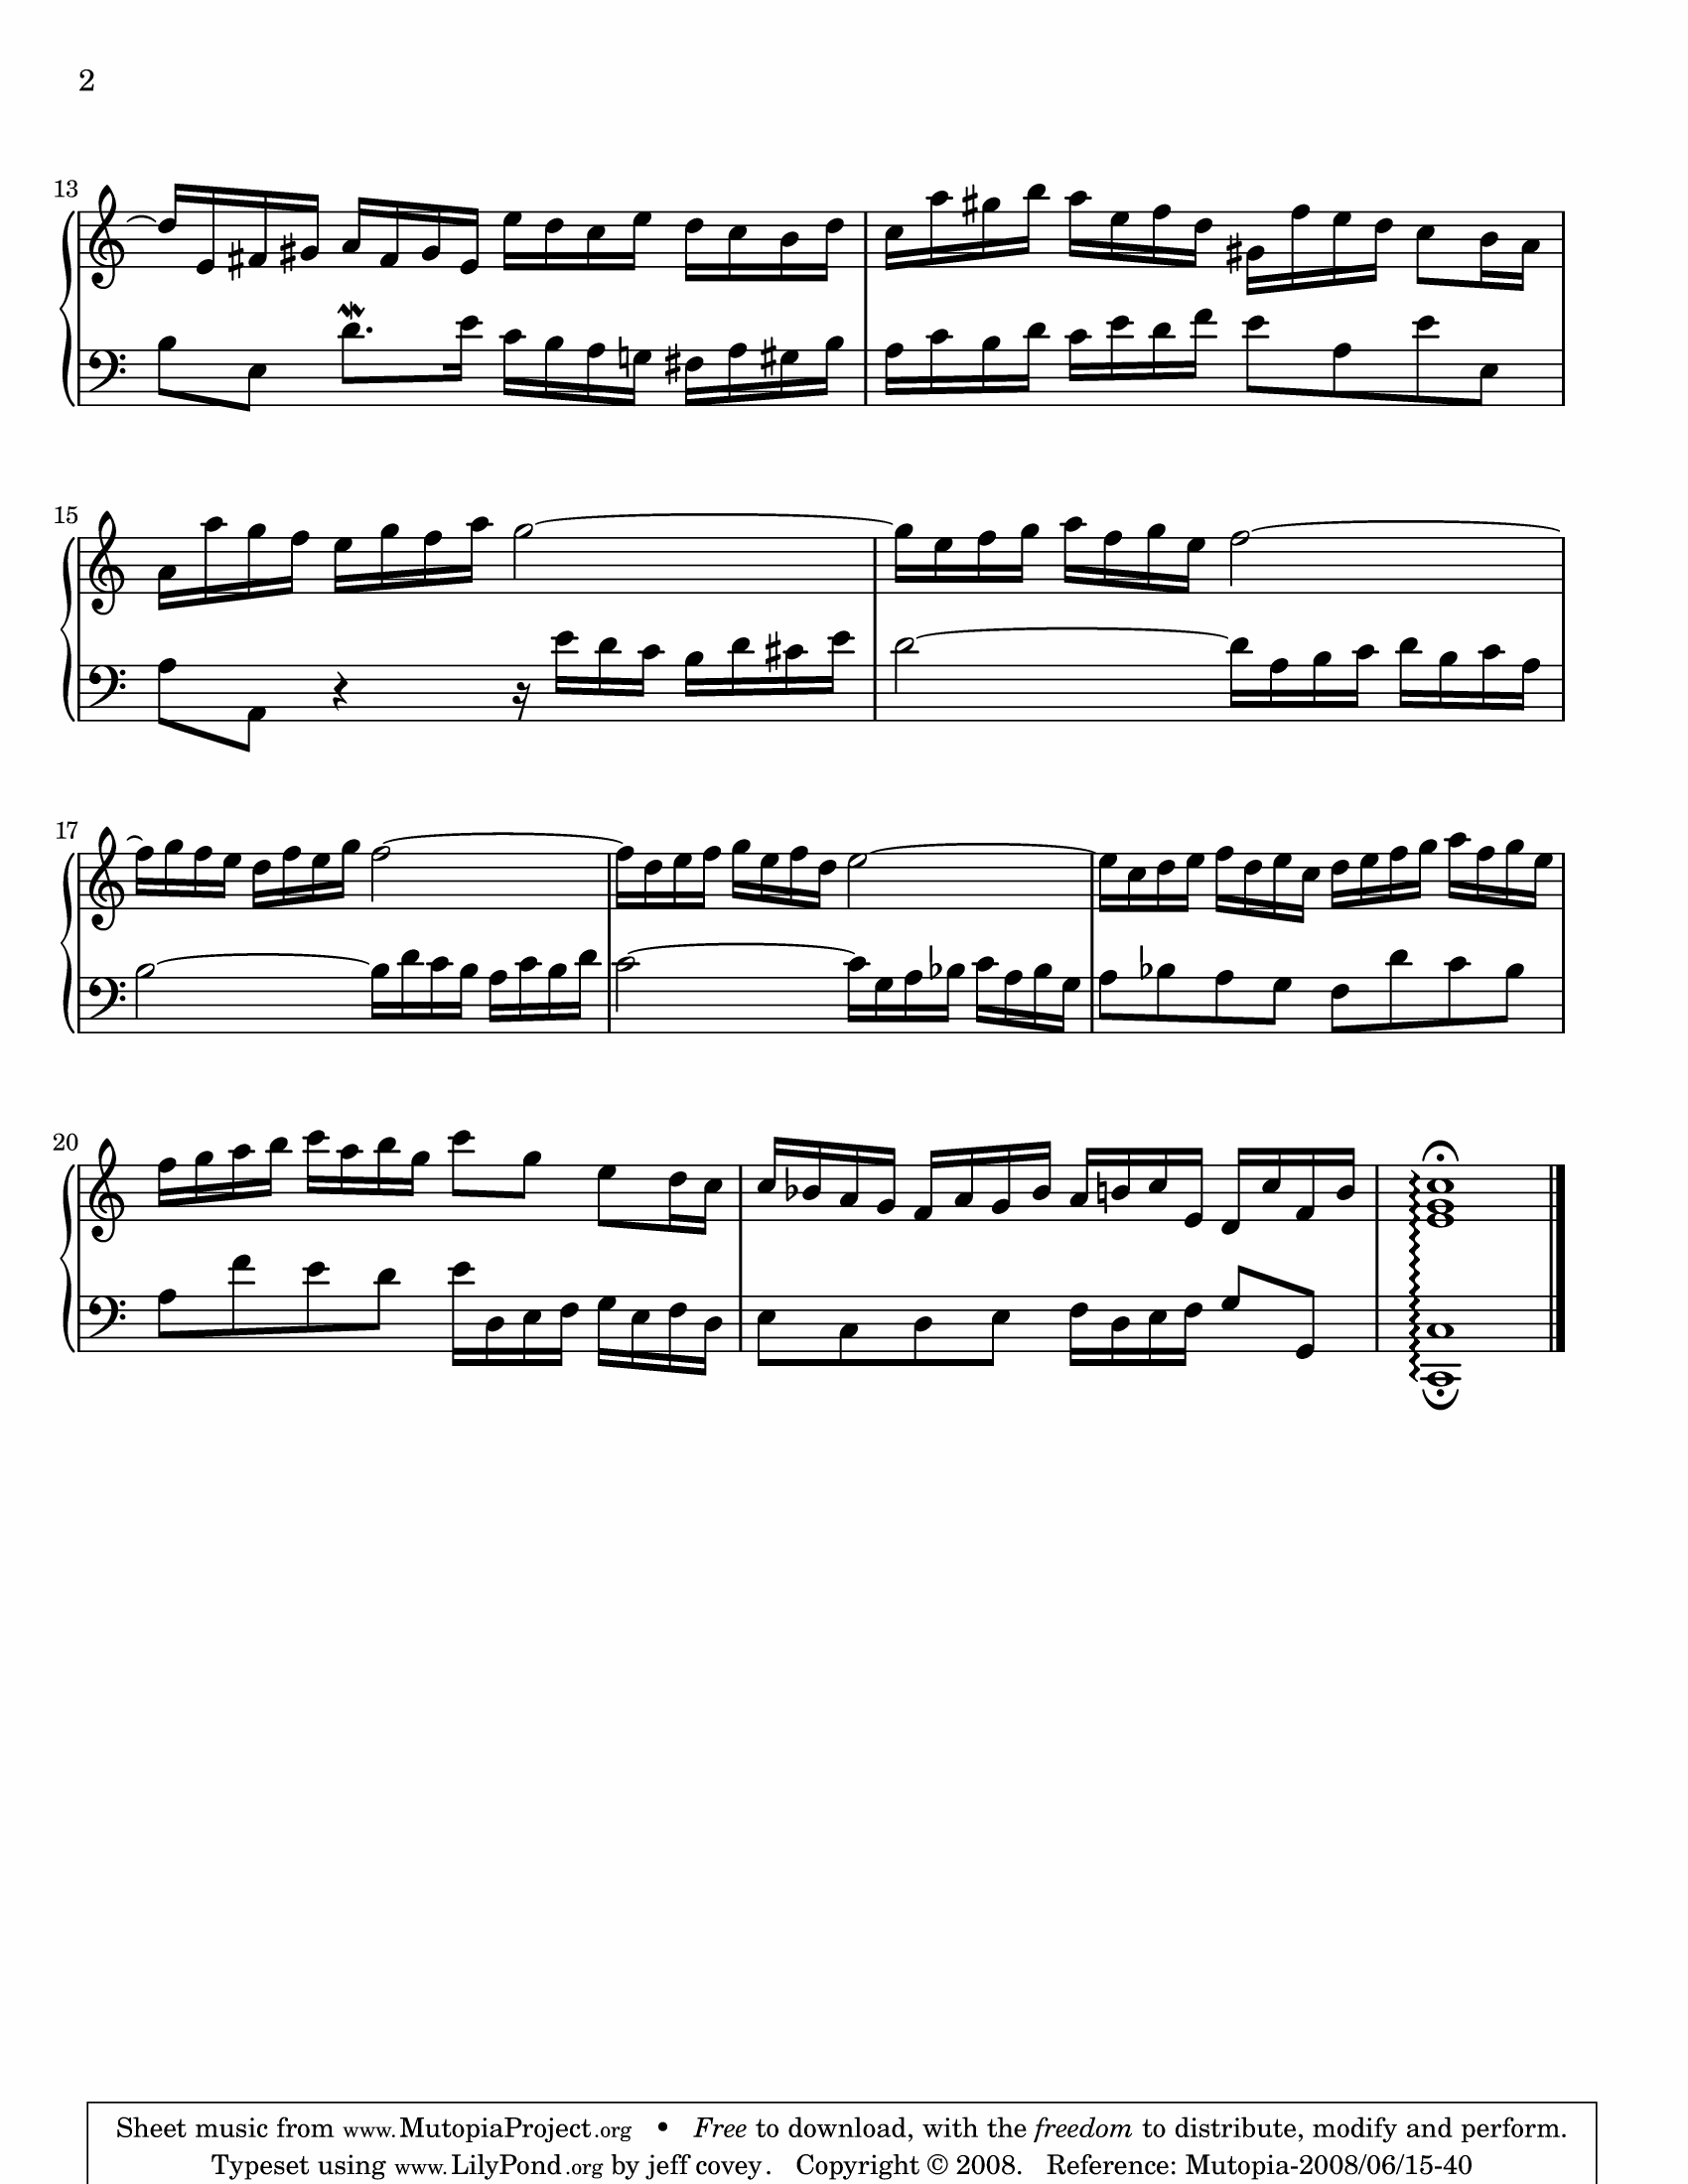 2
13
15
17
20
Sheet music from www.MutopiaProject.org • Free to download, with the freedom to distribute, modify and perform.
Typeset using www.LilyPond.org by jeff covey. Copyright © 2008. Reference: Mutopia-2008/06/15-40